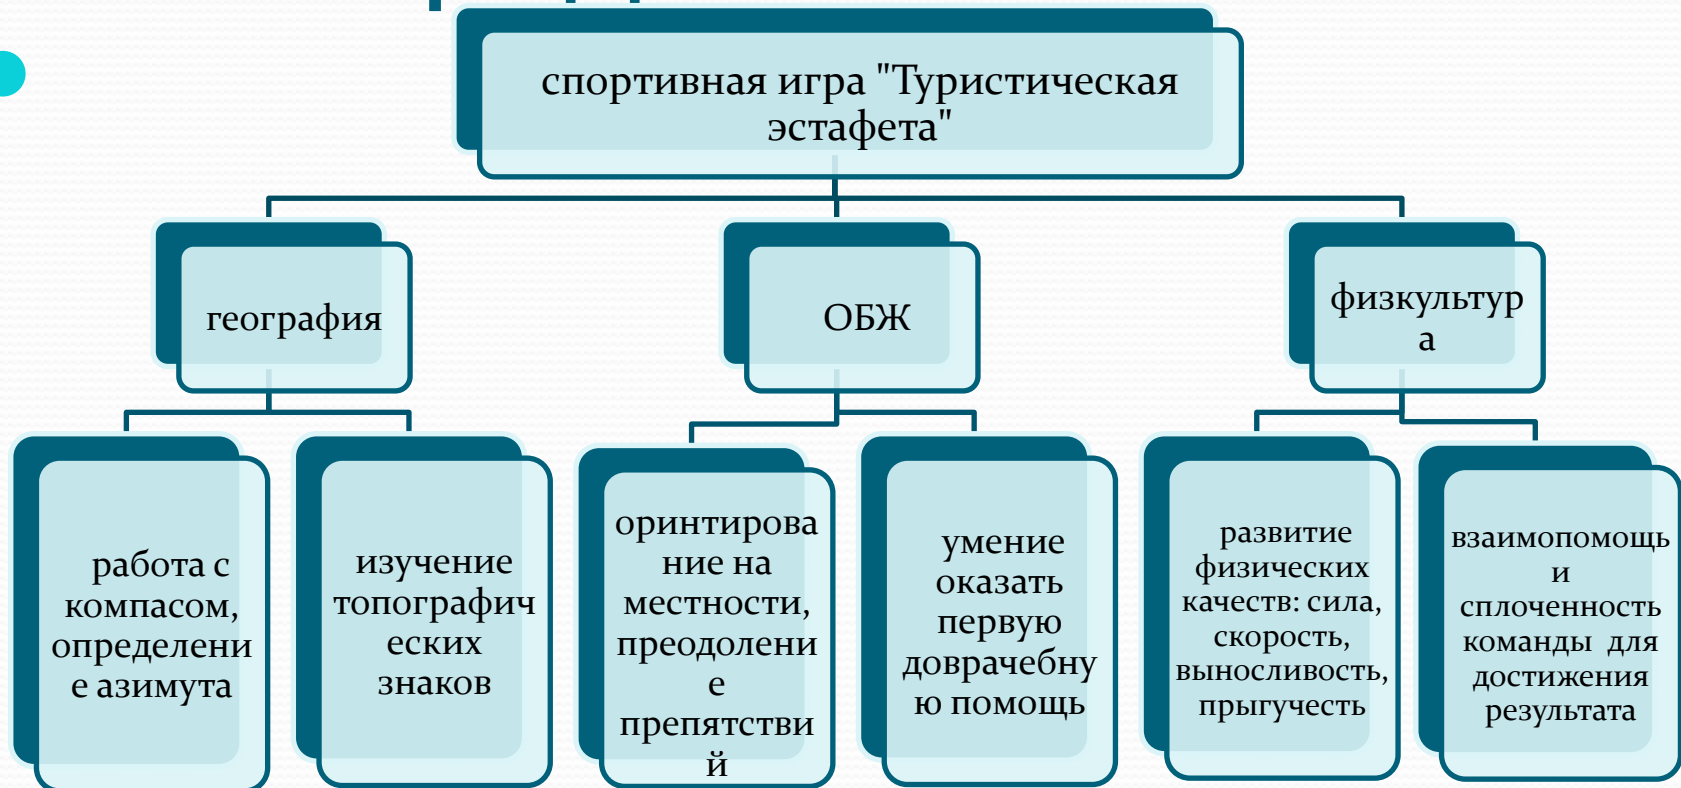 спортивная игра "Туристическая
эстафета"
география
ОБЖ
физкультур
а
работа с
компасом,
определени
е азимута
изучение
топографич
еских
знаков
оринтирова
ние на
местности,
преодолени
е
препятстви
й
умение
оказать
первую
доврачебну
ю помощь
развитие
физических
качеств: сила,
скорость,
выносливость,
прыгучесть
взаимопомощь
и
сплоченность
команды для
достижения
результата